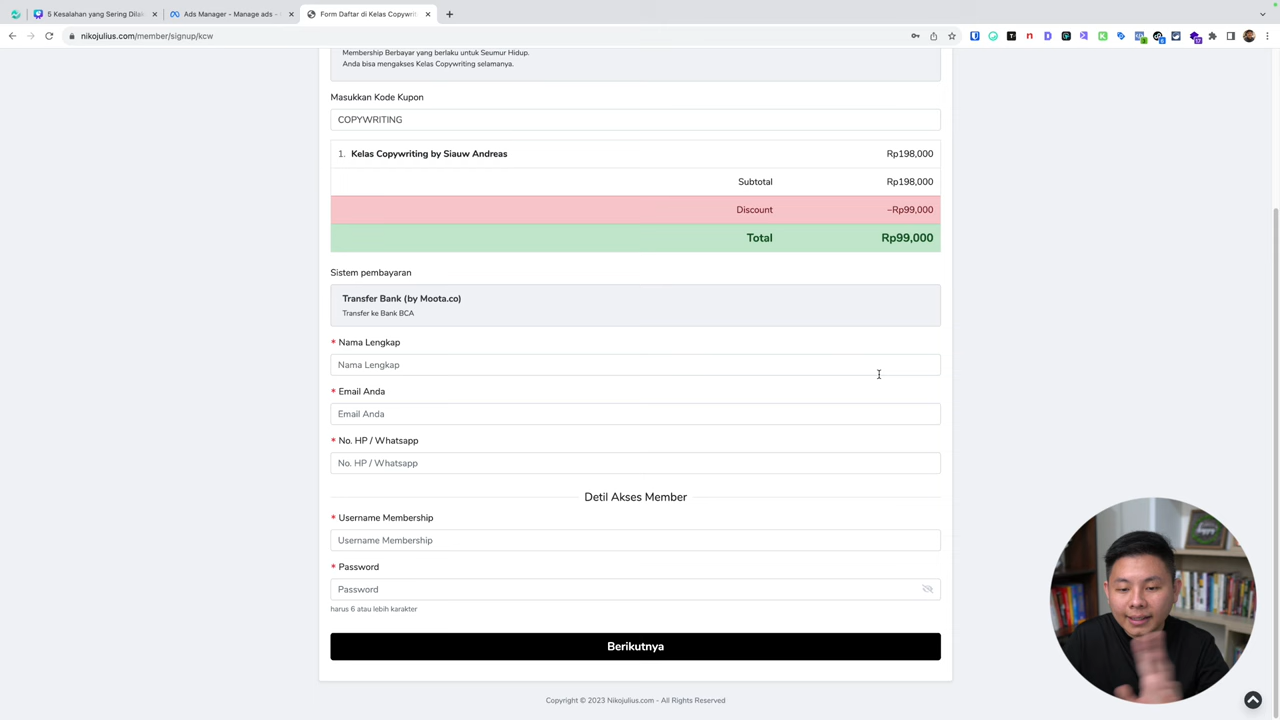 5 Kesalahan yang Sering Dilak
Ads Manager - Manage ads -
Form Daftar di Kelas Copywrit
nikojulius.com/member/signup/kcw
Membership Berbayar yang berlaku untuk Seumur Hidup.
Anda bisa mengakses Kelas Copywriting selamanya.
Masukkan Kode Kupon
COPYWRITING
1. Kelas Copywriting by Siauw Andreas Rp198,000
Subtotal Rp198,000
Discount −Rp99,000
Total Rp99,000
Sistem pembayaran
Transfer Bank (by Moota.co)
Transfer ke Bank BCA
* Nama Lengkap
Nama Lengkap
* Email Anda
Email Anda
* No. HP / Whatsapp
No. HP / Whatsapp
Detil Akses Member
* Username Membership
Username Membership
* Password
Password
harus 6 atau lebih karakter
Berikutnya
Copyright © 2023 Nikojulius.com - All Rights Reserved